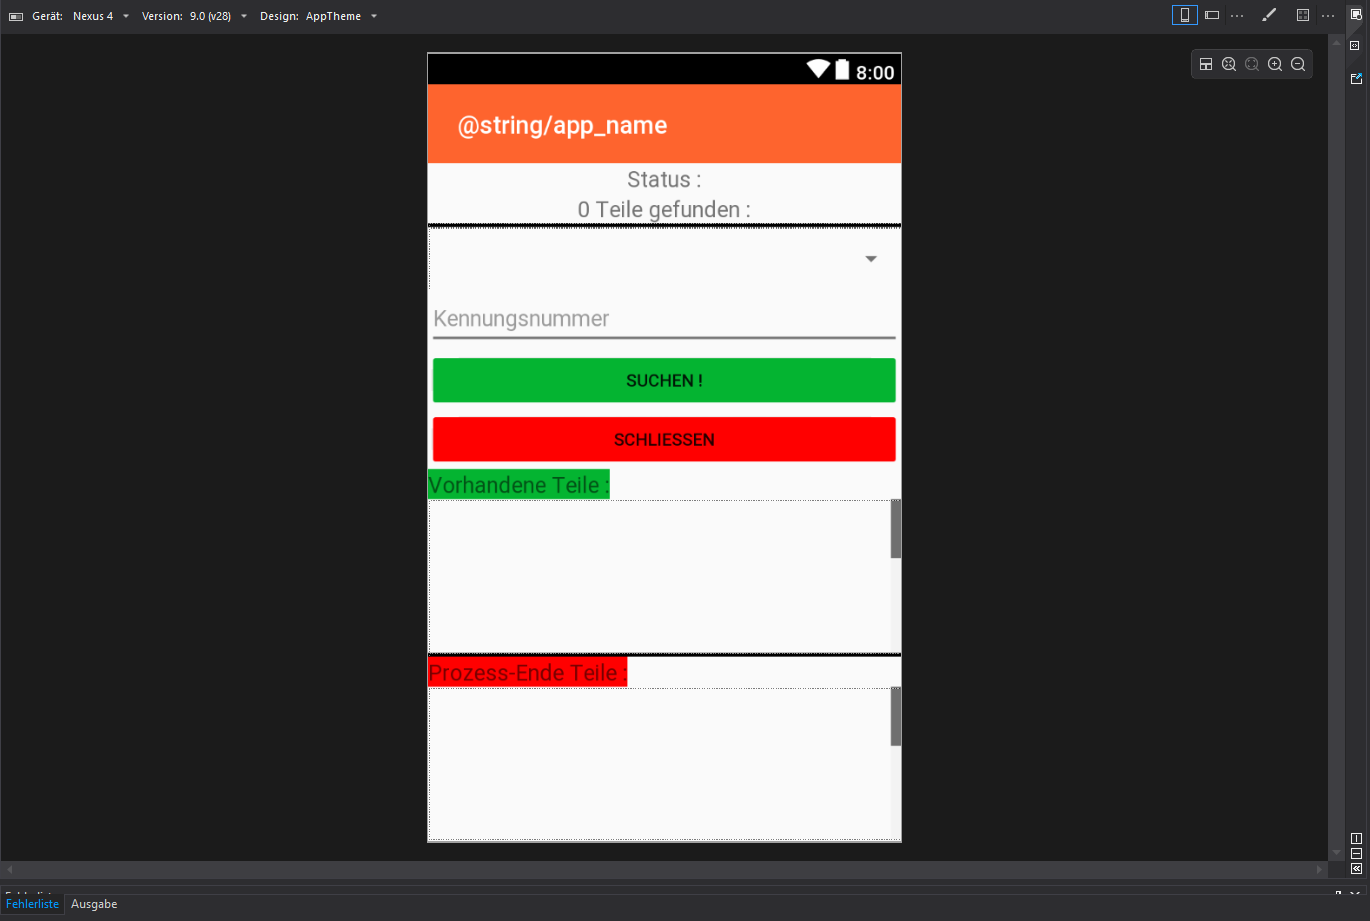 Gerät: Nexus 4 Version: 9.0 (v28) Design: AppTheme
8:00
@string/app_name
Status :
0 Teile gefunden :
Kennungsnummer
SUCHEN !
SCHLIESSEN
Vorhandene Teile :
Prozess-Ende Teile :
Fehlerliste
Fehlerliste Ausgabe